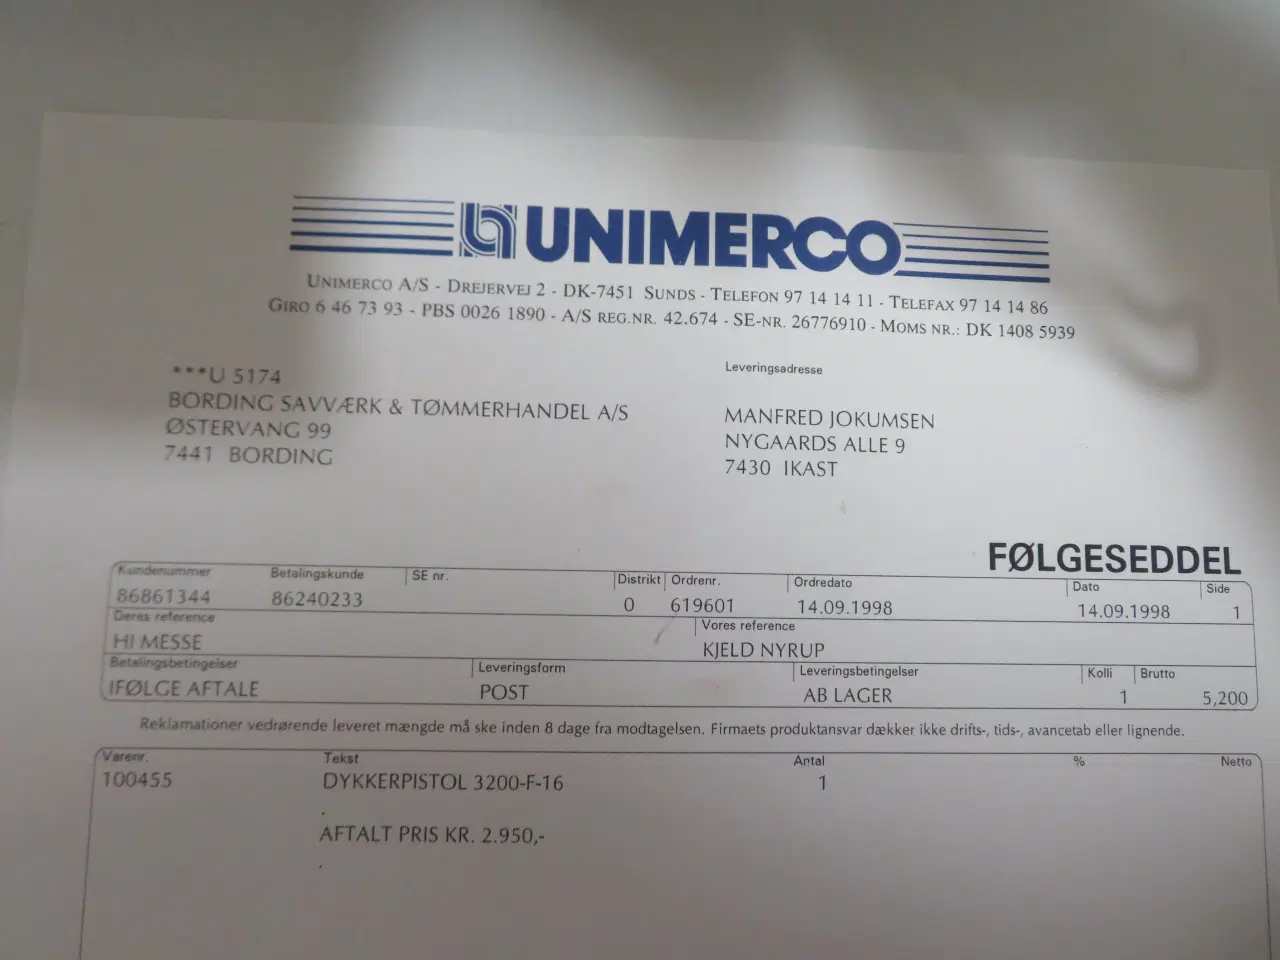 UNIMERCO
UNIMERCO A/S - DREJERVEJ 2 - DK-7451 SUNDS - TELEFON 97 14 14 11 - TELEFAX 97 14 14 86
GIRO 6 46 73 93 - PBS 0026 1890 - A/S REG.NR. 42.674 - SE-NR. 26776910 - MOMS NR.: DK 1408 5939
***U 5174
BORDING SAVVÆRK & TØMMERHANDEL A/S
ØSTERVANG 99
7441 BORDING
Leveringsadresse
MANFRED JOKUMSEN
NYGAARDS ALLE 9
7430 IKAST
FØLGESEDDEL
Kundenummer Betalingskunde SE nr. Distrikt Ordrenr. Ordredato Dato Side
86861344 86240233 0 619601 14.09.1998 14.09.1998 1
Deres reference Vores reference
HI MESSE KJELD NYRUP
Betalingsbetingelser Leveringsform Leveringsbetingelser Kolli Brutto
IFØLGE AFTALE POST AB LAGER 1 5,200
Reklamationer vedrørende leveret mængde må ske inden 8 dage fra modtagelsen. Firmaets produktansvar dækker ikke drifts-, tids-, avancetab eller lignende.
Varenr. Tekst Antal % Netto
100455 DYKKERPISTOL 3200-F-16 1
.
AFTALT PRIS KR. 2.950,-
.